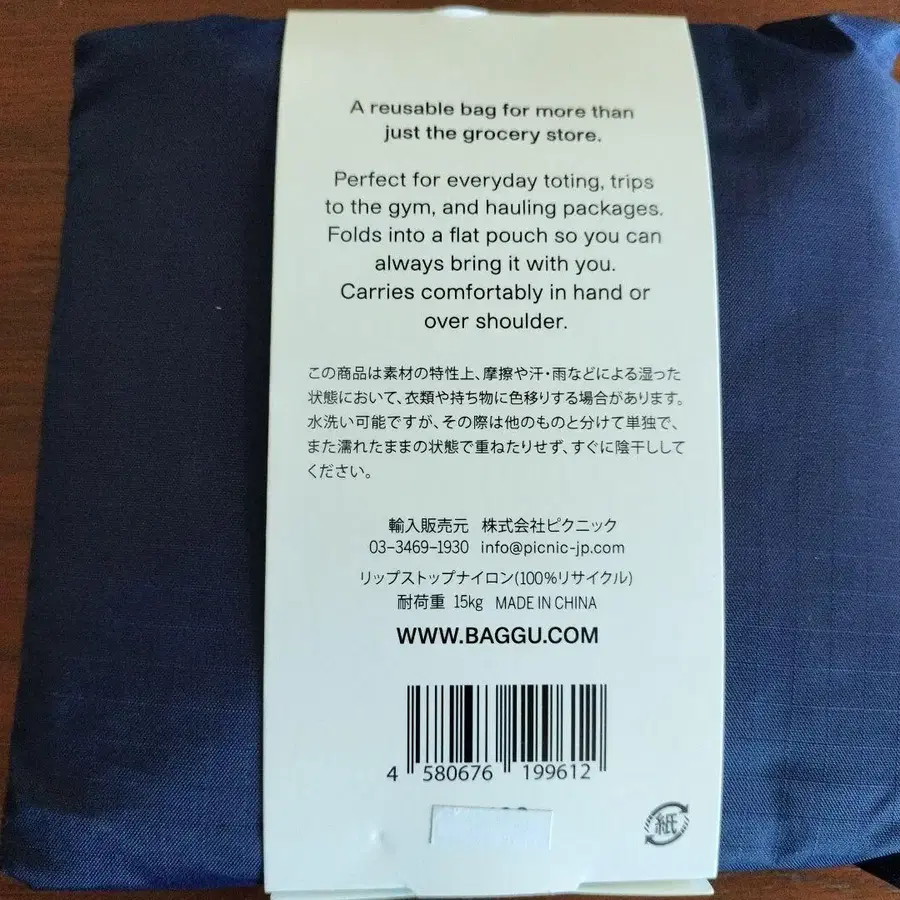 A reusable bag for more than
just the grocery store.
Perfect for everyday toting, trips
to the gym, and hauling packages.
Folds into a flat pouch so you can
always bring it with you.
Carries comfortably in hand or
over shoulder.
この商品は素材の特性上、摩擦や汗・雨などによる湿った
状態において、衣類や持ち物に色移りする場合があります。
水洗い可能ですが、その際は他のものと分けて単独で、
また濡れたままの状態で重ねたりせず、すぐに陰干しして
ください。
輸入販売元 株式会社ピクニック
03-3469-1930 info@picnic-jp.com
リップストップナイロン(100%リサイクル)
耐荷重 15kg MADE IN CHINA
WWW.BAGGU.COM
4 580676 199612
紙